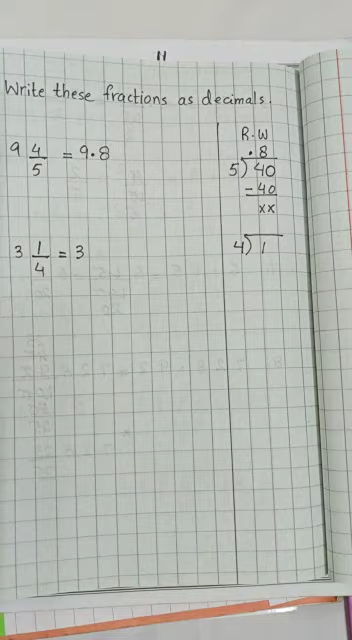 Write these fractions as decimals.
R.W
9 4/5 = 9.8
.8
5) 40
-40
xx
3 1/4 = 3
4) 1